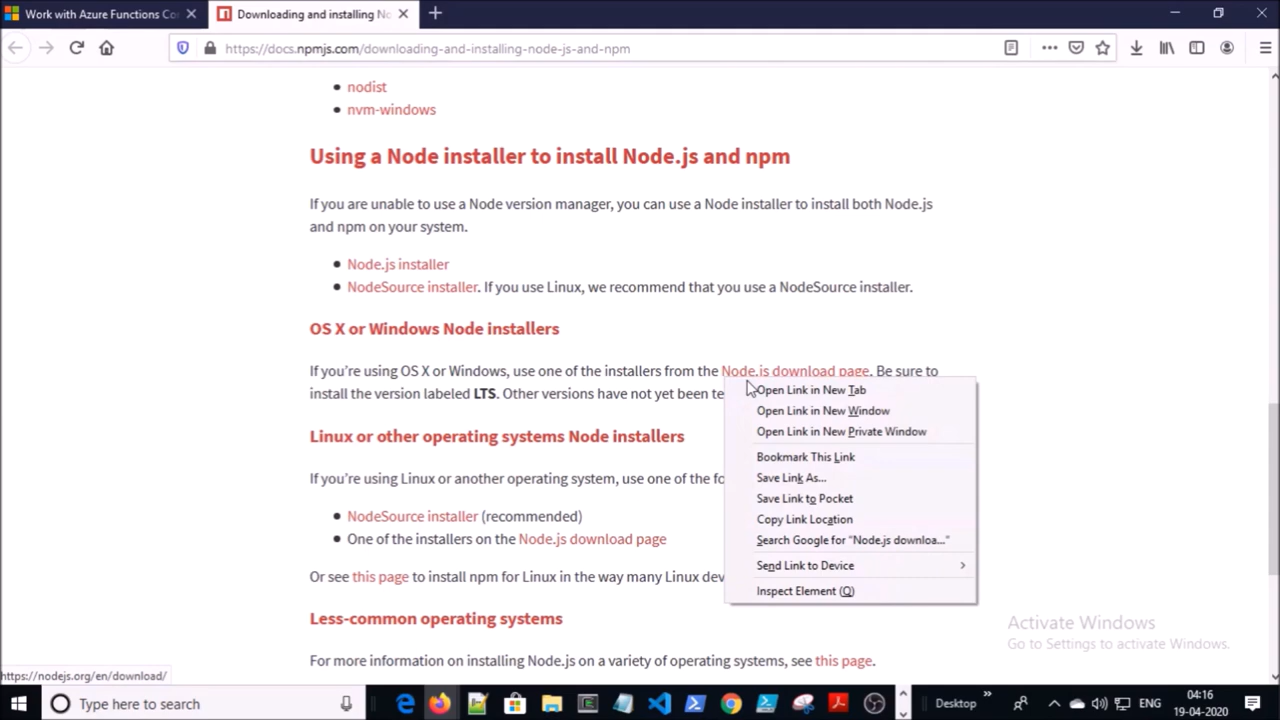 Work with Azure Functions Co
Downloading and installing No
https://docs.npmjs.com/downloading-and-installing-node-js-and-npm
nodist
nvm-windows
Using a Node installer to install Node.js and npm
If you are unable to use a Node version manager, you can use a Node installer to install both Node.js
and npm on your system.
Node.js installer
NodeSource installer. If you use Linux, we recommend that you use a NodeSource installer.
OS X or Windows Node installers
If you're using OS X or Windows, use one of the installers from the Node.js download page. Be sure to
install the version labeled LTS. Other versions have not yet been te
Open Link in New Tab
Open Link in New Window
Open Link in New Private Window
Bookmark This Link
Save Link As...
Save Link to Pocket
Copy Link Location
Search Google for "Node.js downloa..."
Send Link to Device
Inspect Element (Q)
Linux or other operating systems Node installers
If you're using Linux or another operating system, use one of the fo
NodeSource installer (recommended)
One of the installers on the Node.js download page
Or see this page to install npm for Linux in the way many Linux dev
Less-common operating systems
For more information on installing Node.js on a variety of operating systems, see this page.
Activate Windows
Go to Settings to activate Windows.
https://nodejs.org/en/download/
Type here to search
Desktop
ENG
04:16
19-04-2020